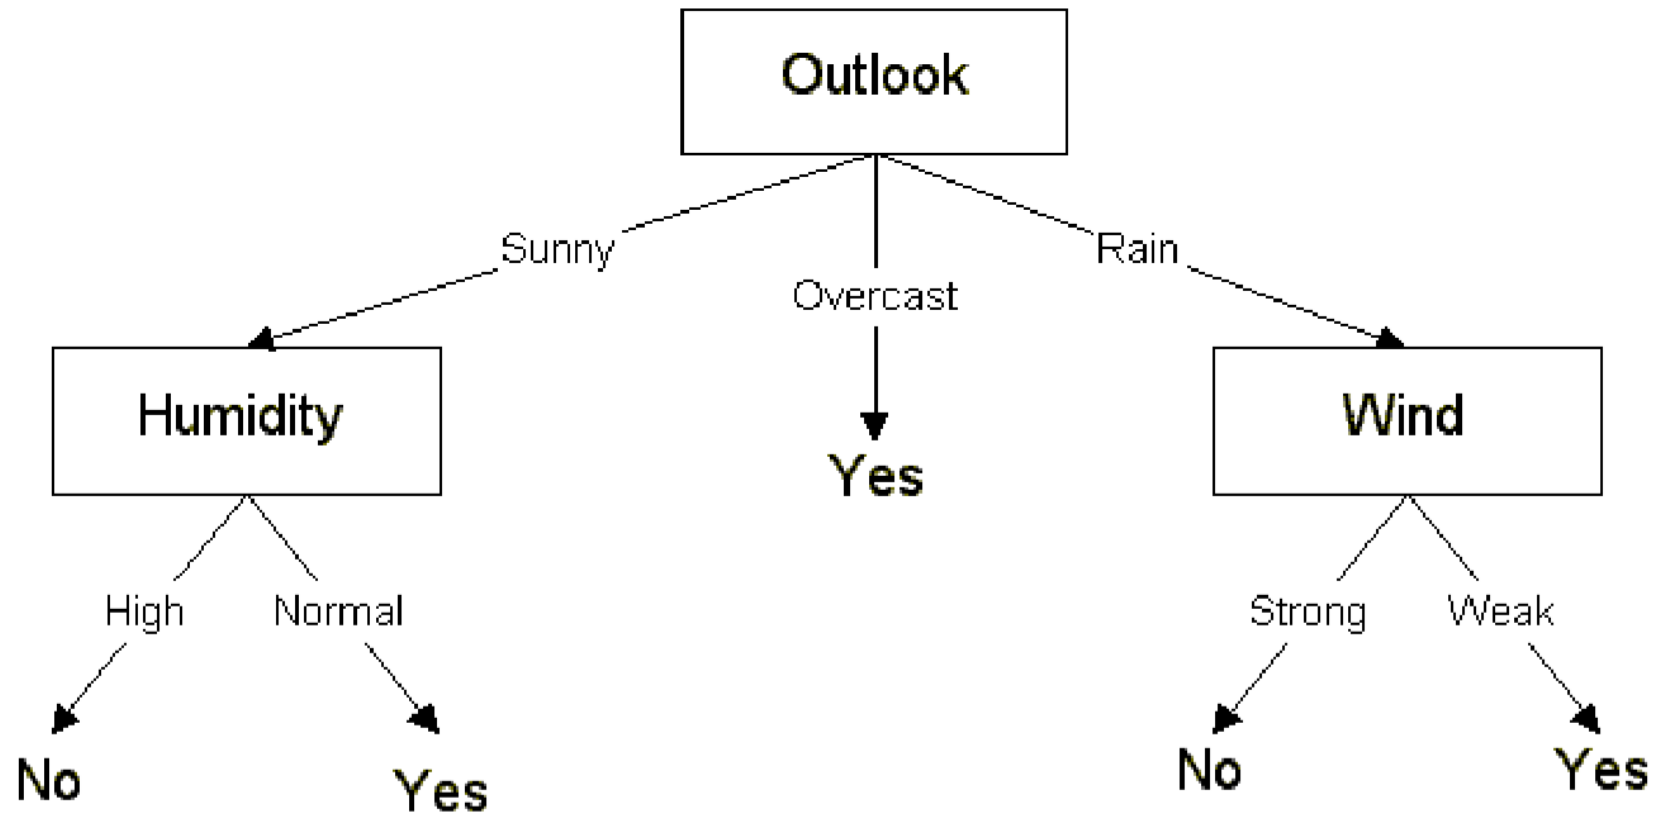 Outlook
Sunny
Rain
Overcast
Humidity
Wind
Yes
High
Normal
Strong
Weak
No
Yes
No
Yes